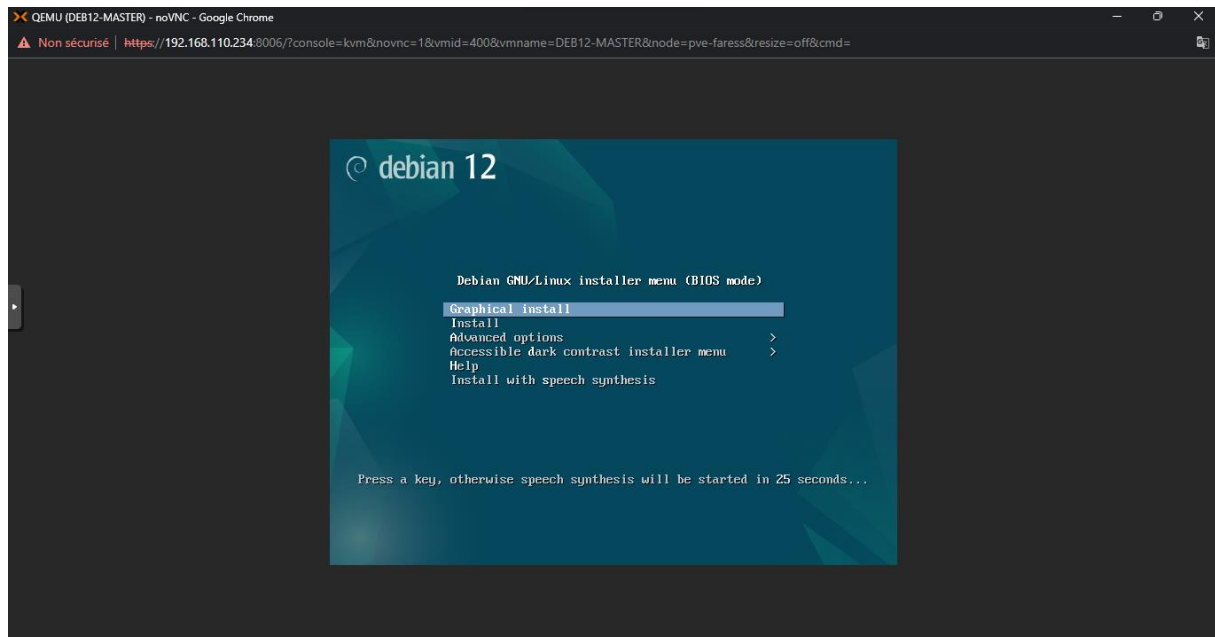 QEMU (DEB12-MASTER) - noVNC - Google Chrome
Non sécurisé | https://192.168.110.234:8006/?console=kvm&novnc=1&vmid=400&vmname=DEB12-MASTER&node=pve-faress&resize=off&cmd=
debian 12
Debian GNU/Linux installer menu (BIOS mode)
Graphical install
Install
Advanced options >
Accessible dark contrast installer menu >
Help
Install with speech synthesis
Press a key, otherwise speech synthesis will be started in 25 seconds...